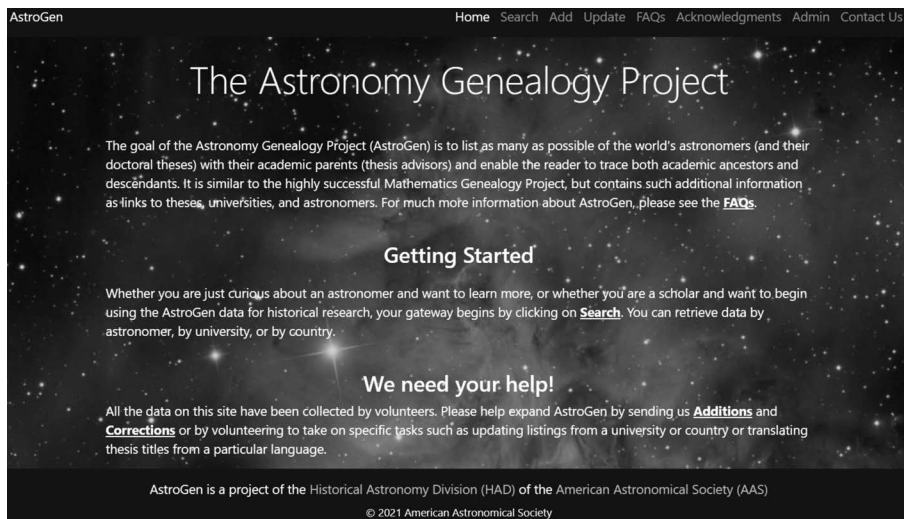 AstroGen Home Search Add Update FAQs Acknowledgments Admin Contact Us
The Astronomy Genealogy Project
The goal of the Astronomy Genealogy Project (AstroGen) is to list as many as possible of the world's astronomers (and their
doctoral theses) with their academic parents (thesis advisors) and enable the reader to trace both academic ancestors and
descendants. It is similar to the highly successful Mathematics Genealogy Project, but contains such additional information
as links to theses, universities, and astronomers. For much more information about AstroGen, please see the FAQs.
Getting Started
Whether you are just curious about an astronomer and want to learn more, or whether you are a scholar and want to begin
using the AstroGen data for historical research, your gateway begins by clicking on Search. You can retrieve data by
astronomer, by university, or by country.
We need your help!
All the data on this site have been collected by volunteers. Please help expand AstroGen by sending us Additions and
Corrections or by volunteering to take on specific tasks such as updating listings from a university or country or translating
thesis titles from a particular language.
AstroGen is a project of the Historical Astronomy Division (HAD) of the American Astronomical Society (AAS)
© 2021 American Astronomical Society